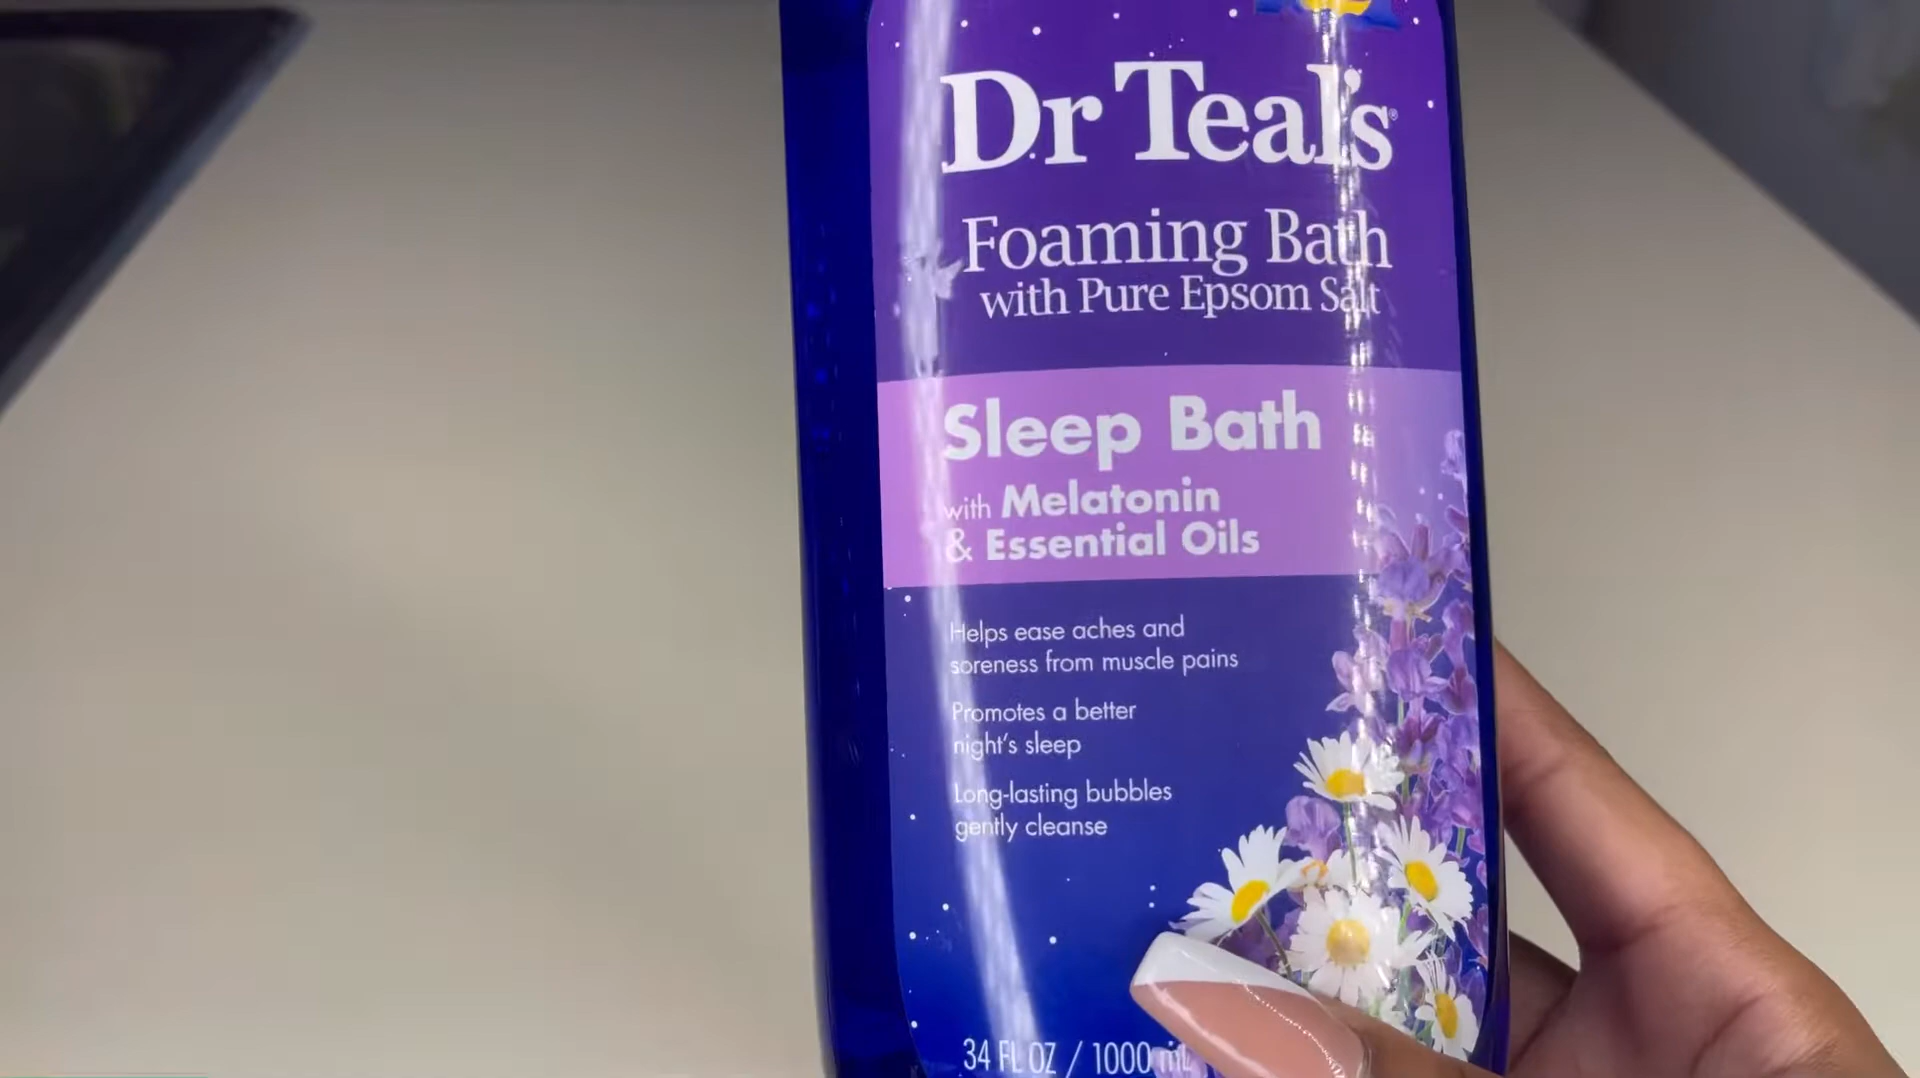 Dr Teal's®
Foaming Bath
with Pure Epsom Salt
Sleep Bath
with Melatonin
& Essential Oils
Helps ease aches and
soreness from muscle pains
Promotes a better
night's sleep
Long-lasting bubbles
gently cleanse
34 FL OZ / 1000 mL